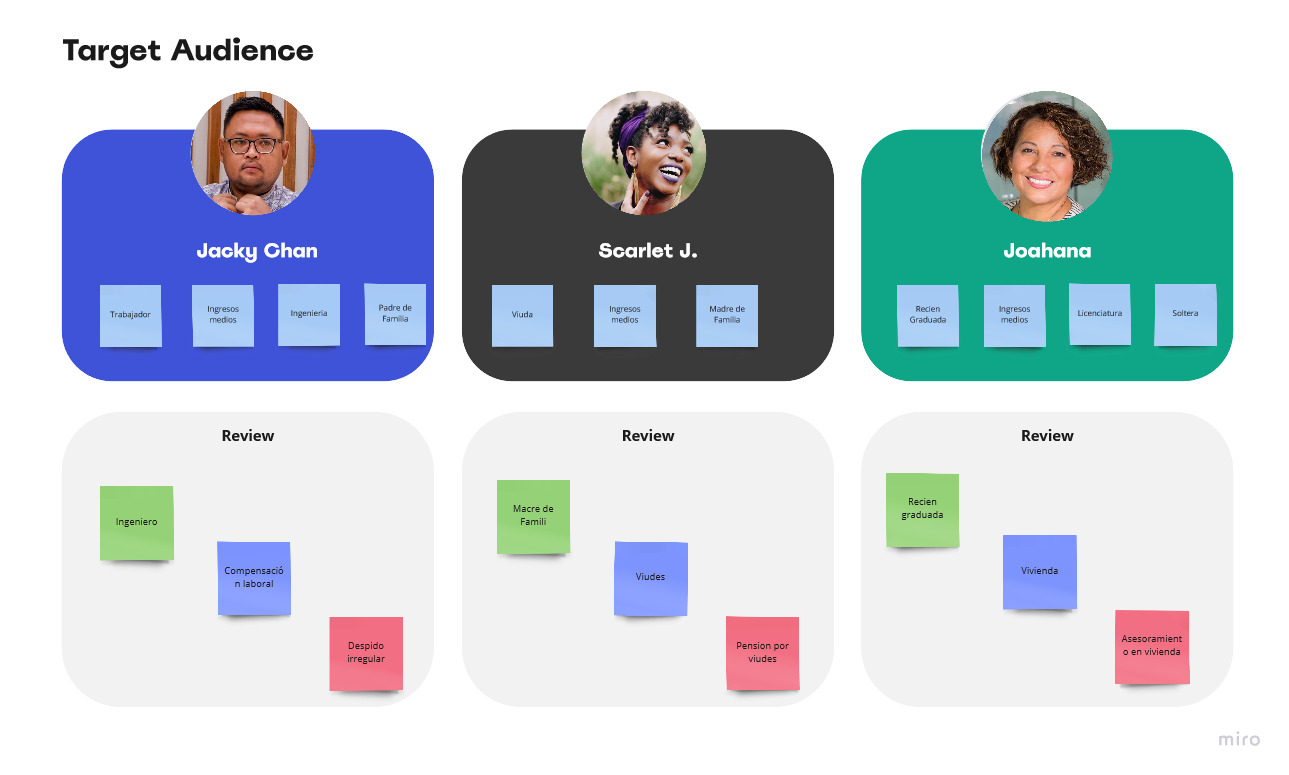 Target Audience
Jacky Chan
Trabajador
Ingresos
medios
Ingenieria
Padre de
Familia
Scarlet J.
Viuda
Ingresos
medios
Madre de
Familia
Joahana
Recien
Graduada
Ingresos
medios
Licenciatura
Soltera
Review
Ingeniero
Compensació
n laboral
Despido
irregular
Review
Macre de
Famili
Viudes
Pension por
viudes
Review
Recien
graduada
Vivienda
Asesoramient
o en vivienda
miro